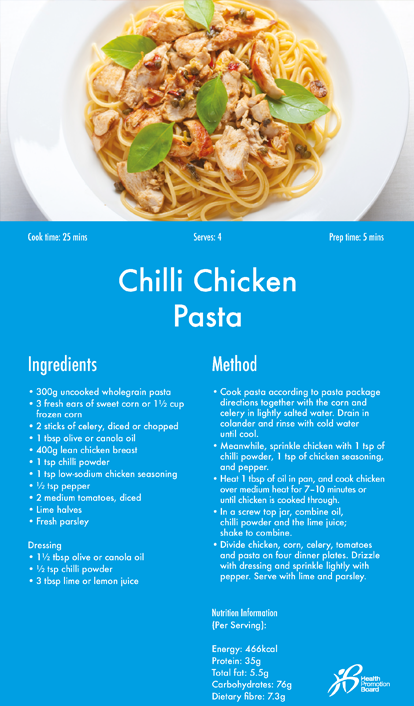 Cook time: 25 mins
Serves: 4
Prep time: 5 mins
Chilli Chicken
Pasta
Ingredients
• 300g uncooked wholegrain pasta
• 3 fresh ears of sweet corn or 1½ cup
frozen corn
• 2 sticks of celery, diced or chopped
• 1 tbsp olive or canola oil
• 400g lean chicken breast
• 1 tsp chilli powder
• 1 tsp low-sodium chicken seasoning
• ½ tsp pepper
• 2 medium tomatoes, diced
• Lime halves
• Fresh parsley
Dressing
• 1½ tbsp olive or canola oil
• ½ tsp chilli powder
• 3 tbsp lime or lemon juice
Method
• Cook pasta according to pasta package
directions together with the corn and
celery in lightly salted water. Drain in
colander and rinse with cold water
until cool.
• Meanwhile, sprinkle chicken with 1 tsp of
chilli powder, 1 tsp of chicken seasoning,
and pepper.
• Heat 1 tbsp of oil in pan, and cook chicken
over medium heat for 7–10 minutes or
until chicken is cooked through.
• In a screw top jar, combine oil,
chilli powder and the lime juice;
shake to combine.
• Divide chicken, corn, celery, tomatoes
and pasta on four dinner plates. Drizzle
with dressing and sprinkle lightly with
pepper. Serve with lime and parsley.
Nutrition Information
(Per Serving):
Energy: 466kcal
Protein: 35g
Total fat: 5.5g
Carbohydrates: 76g
Dietary fibre: 7.3g
Health
Promotion
Board